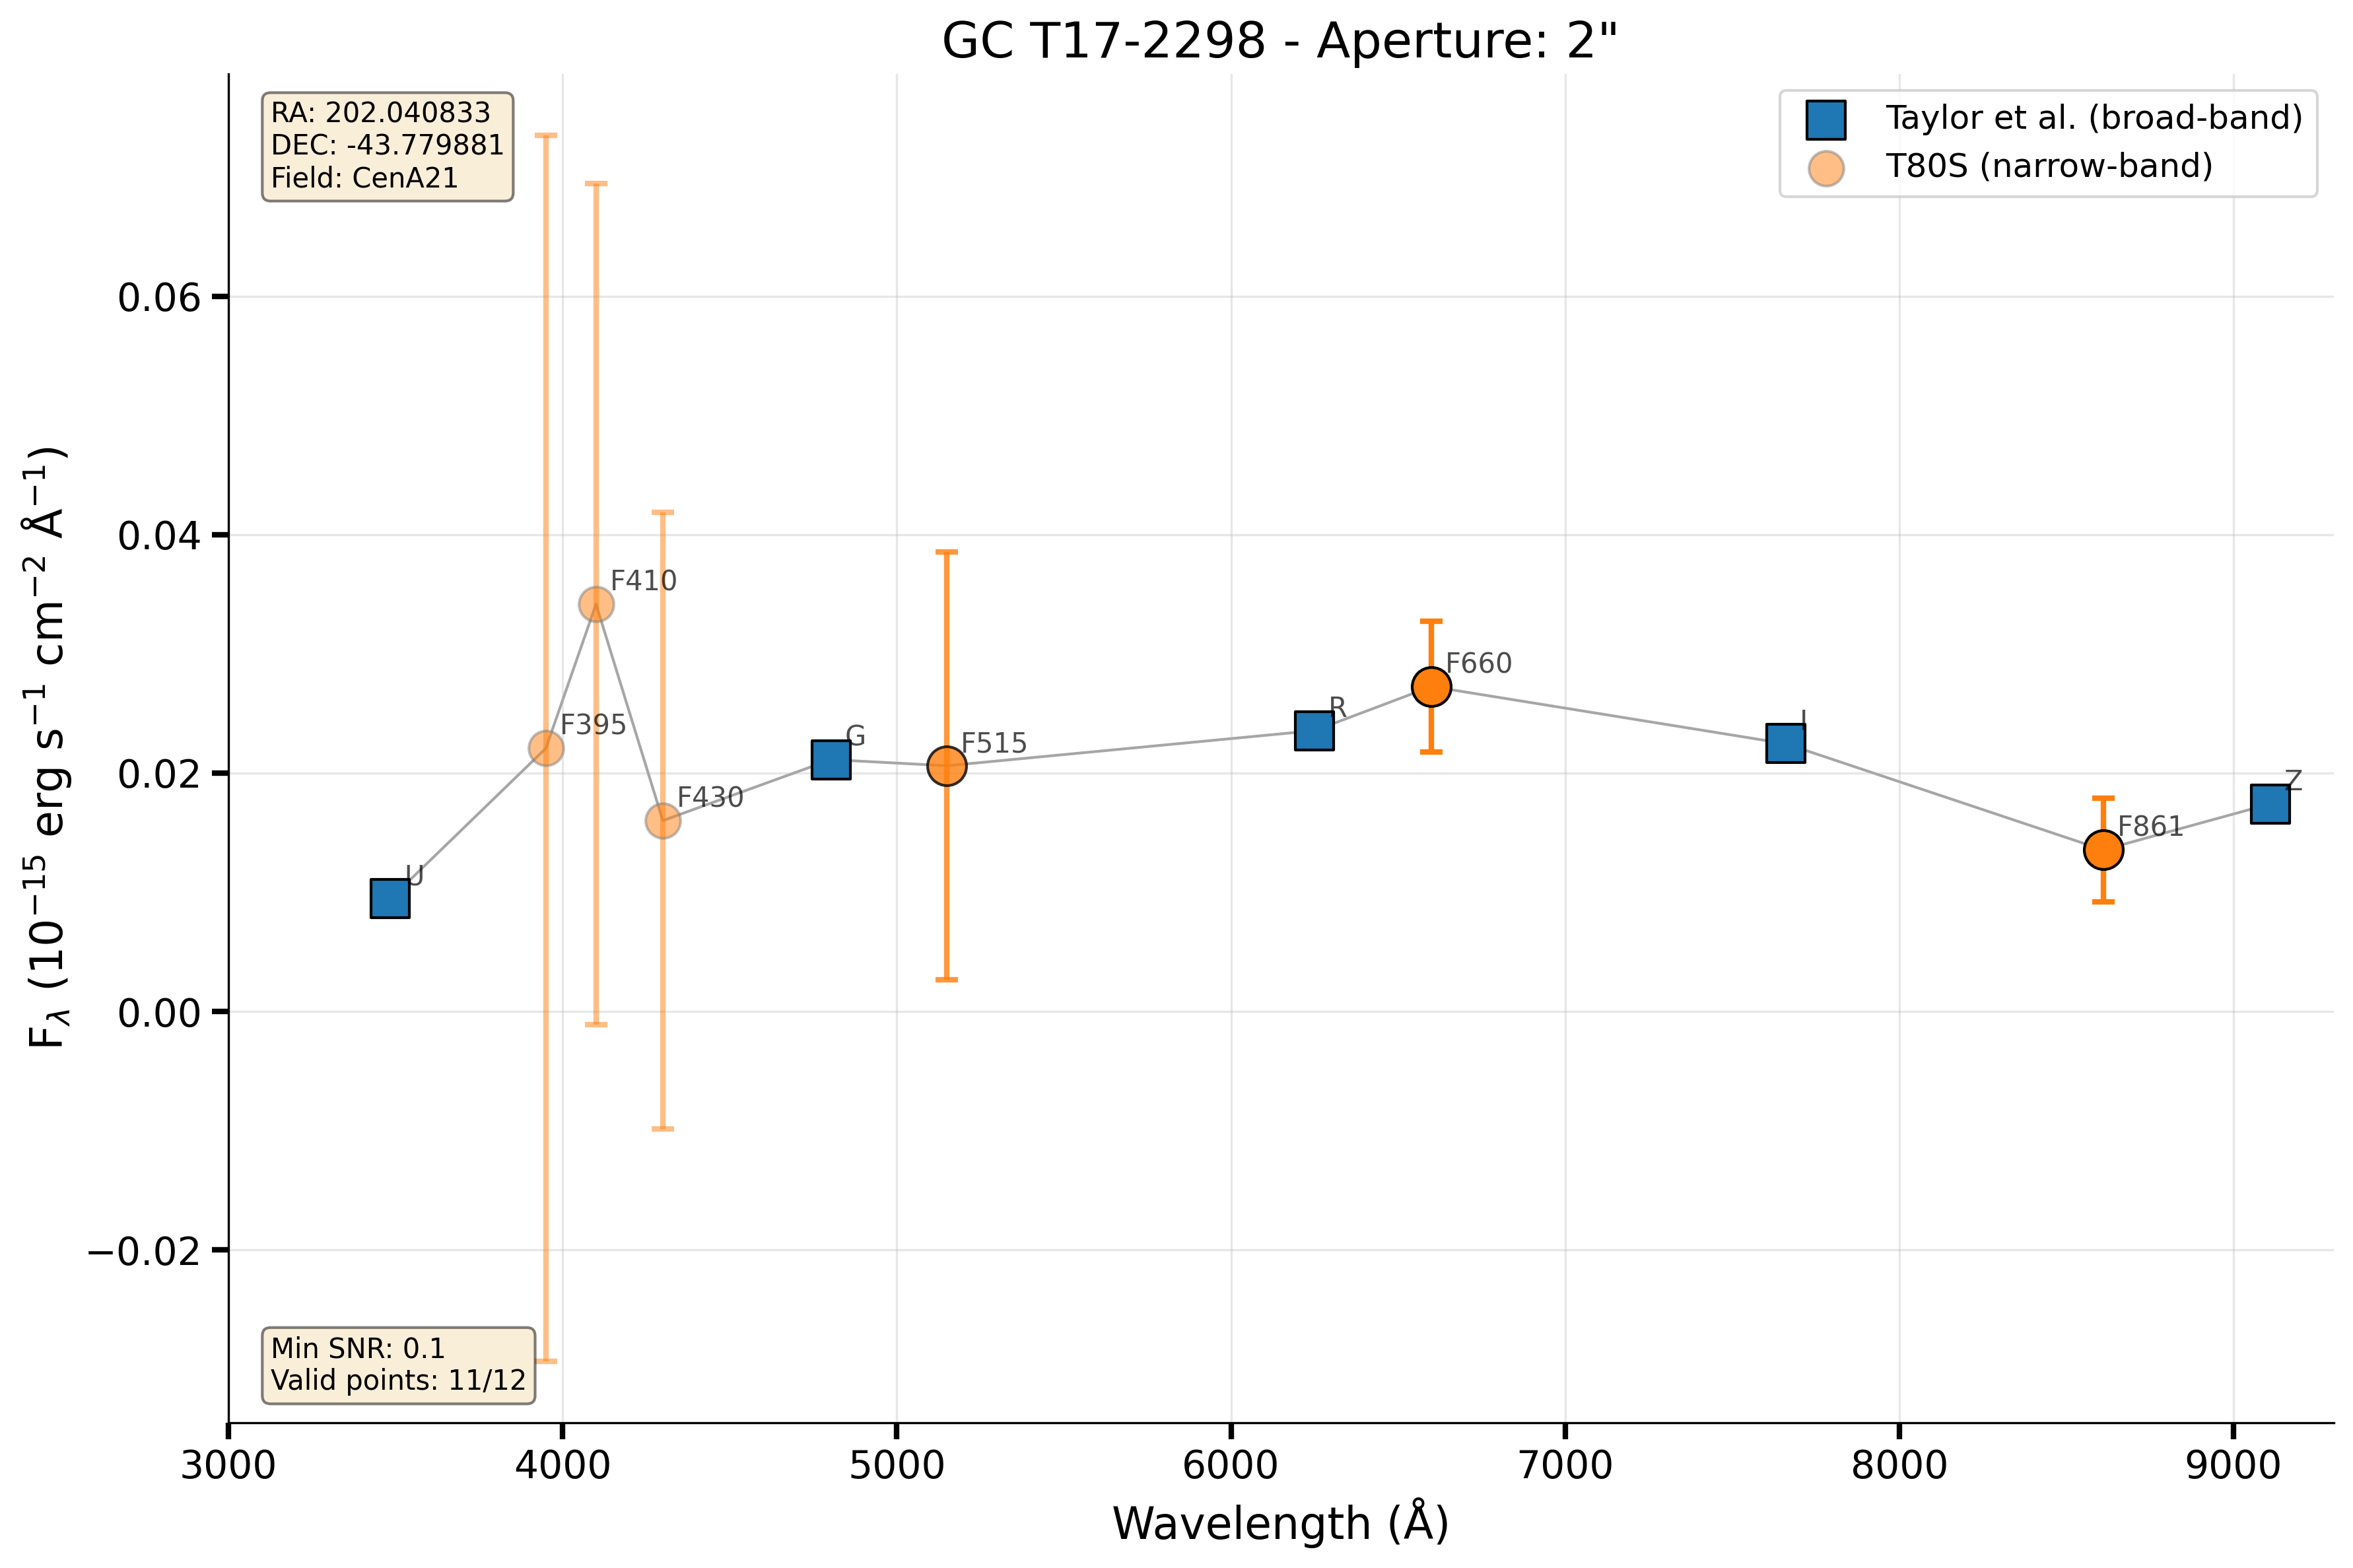 GC T17-2298 - Aperture: 2"
RA: 202.040833
DEC: -43.779881
Field: CenA21
Taylor et al. (broad-band)
T80S (narrow-band)
F_λ (10⁻¹⁵ erg s⁻¹ cm⁻² Å⁻¹)
0.06
0.04
0.02
0.00
−0.02
U
F395
F410
F430
G
F515
R
F660
I
F861
Z
Min SNR: 0.1
Valid points: 11/12
3000 4000 5000 6000 7000 8000 9000
Wavelength (Å)